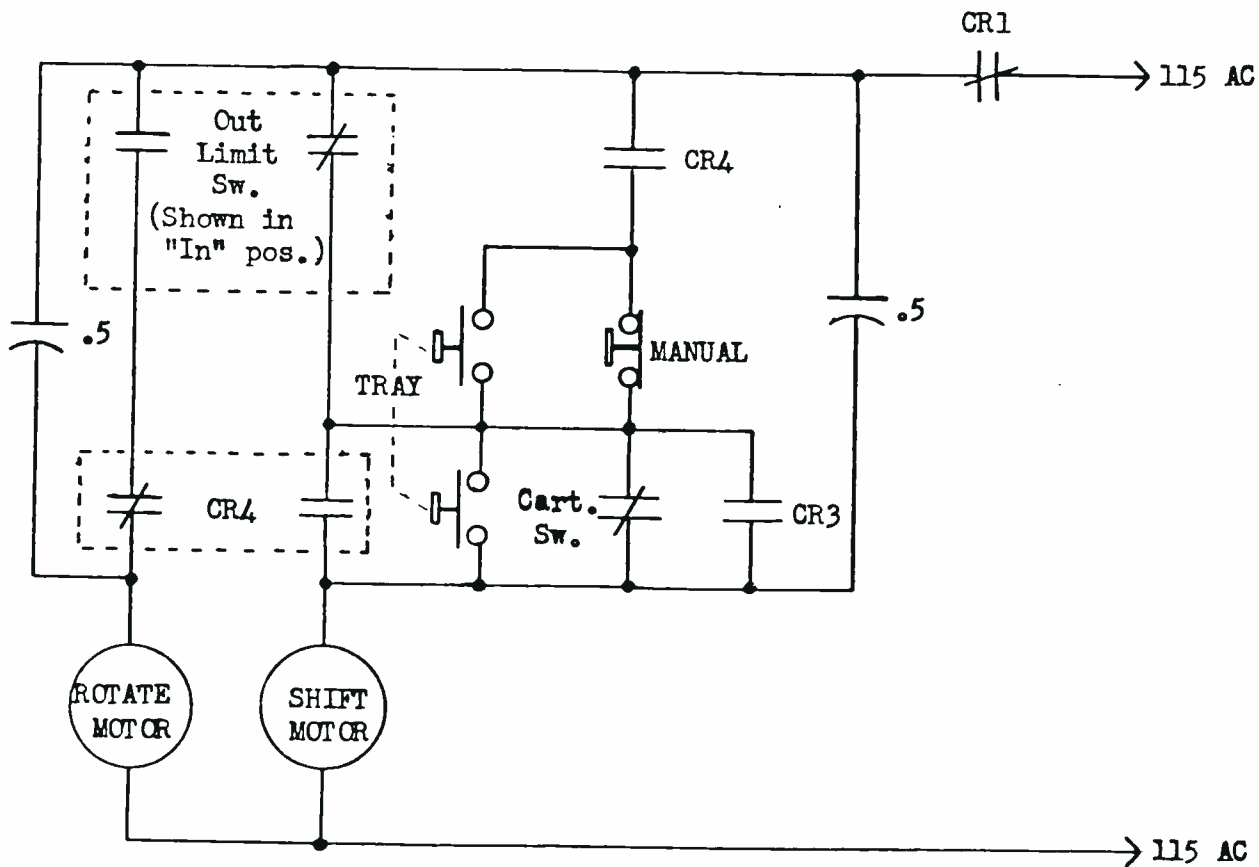 CR1
115 AC
Out
Limit
Sw.
(Shown in
"In" pos.)
CR4
.5
.5
MANUAL
TRAY
CR4
Cart.
Sw.
CR3
ROTATE
MOTOR
SHIFT
MOTOR
115 AC